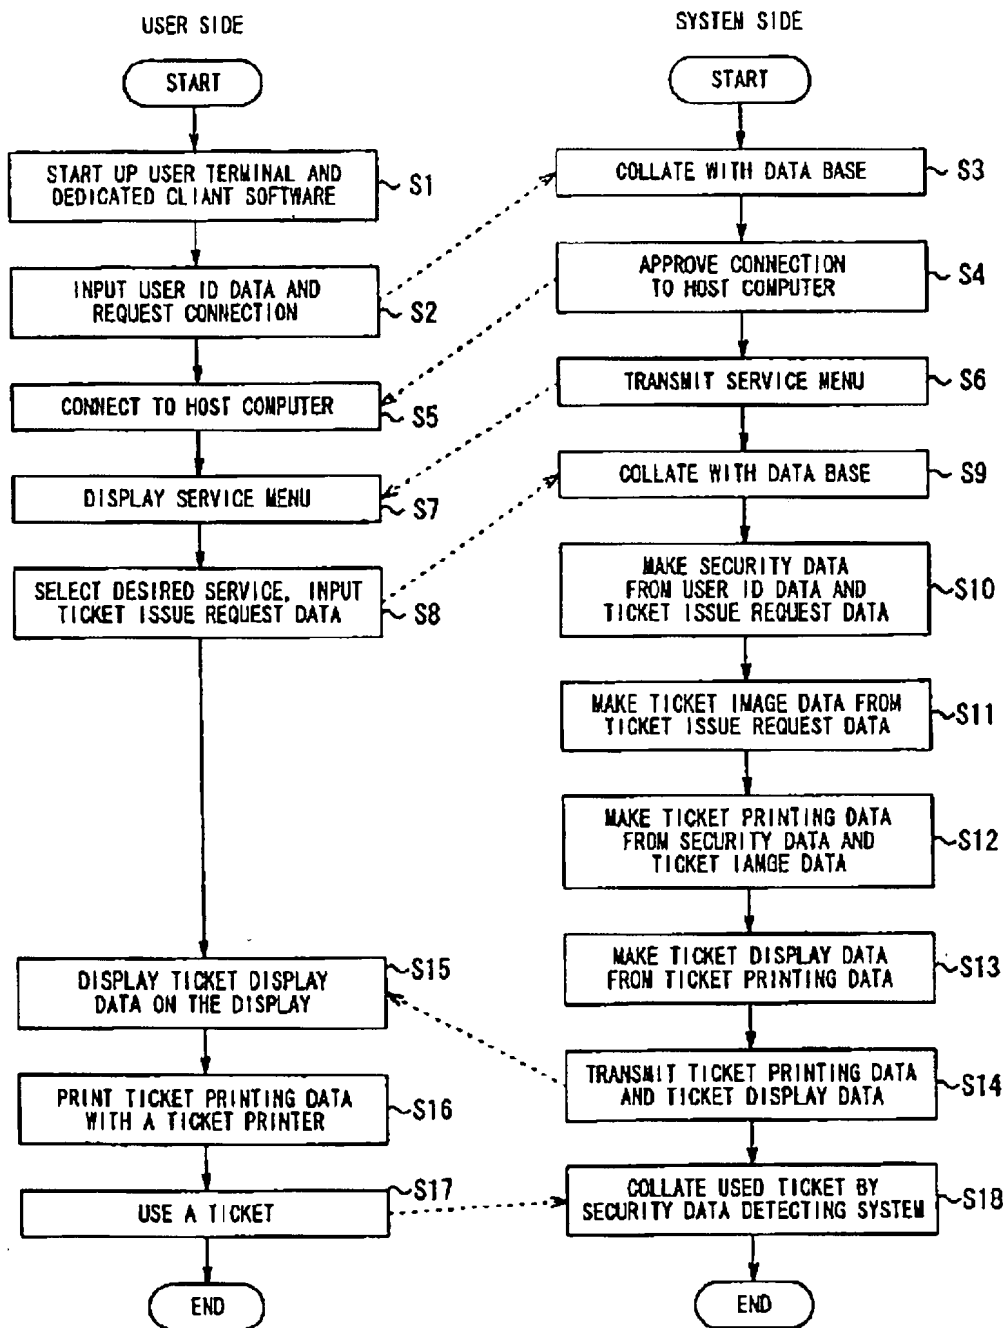 USER SIDE
START
START UP USER TERMINAL AND
DEDICATED CLIANT SOFTWARE
S1
INPUT USER ID DATA AND
REQUEST CONNECTION
S2
CONNECT TO HOST COMPUTER
S5
DISPLAY SERVICE MENU
S7
SELECT DESIRED SERVICE, INPUT
TICKET ISSUE REQUEST DATA
S8
DISPLAY TICKET DISPLAY
DATA ON THE DISPLAY
S15
PRINT TICKET PRINTING DATA
WITH A TICKET PRINTER
S16
USE A TICKET
S17
END
SYSTEM SIDE
START
COLLATE WITH DATA BASE
S3
APPROVE CONNECTION
TO HOST COMPUTER
S4
TRANSMIT SERVICE MENU
S6
COLLATE WITH DATA BASE
S9
MAKE SECURITY DATA
FROM USER ID DATA AND
TICKET ISSUE REQUEST DATA
S10
MAKE TICKET IMAGE DATA FROM
TICKET ISSUE REQUEST DATA
S11
MAKE TICKET PRINTING DATA
FROM SECURITY DATA AND
TICKET IAMGE DATA
S12
MAKE TICKET DISPLAY DATA
FROM TICKET PRINTING DATA
S13
TRANSMIT TICKET PRINTING DATA
AND TICKET DISPLAY DATA
S14
COLLATE USED TICKET BY
SECURITY DATA DETECTING SYSTEM
S18
END